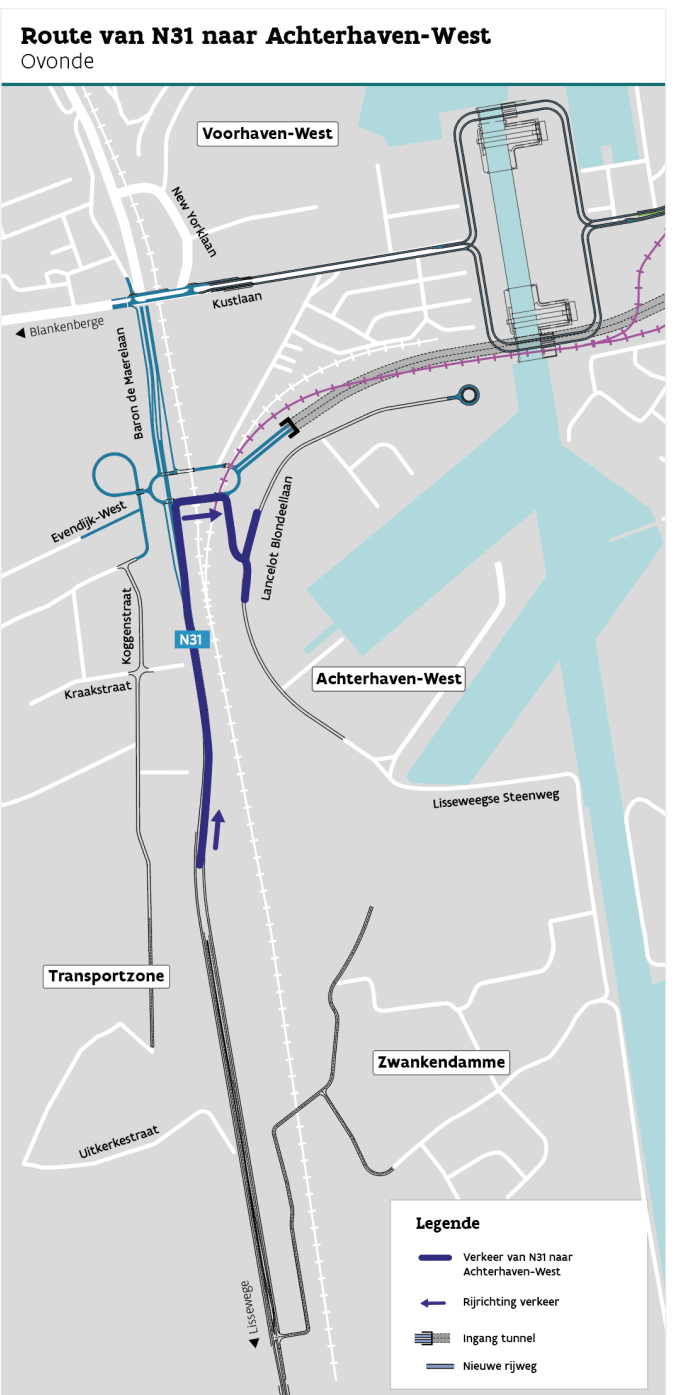 Route van N31 naar Achterhaven-West
Ovonde
Voorhaven-West
New Yorklaan
Kustlaan
Blankenberge
Baron de Maerelaan
Evendijk-West
Lancelot Blondeellaan
Koggenstraat
N31
Achterhaven-West
Kraakstraat
Lisseweegse Steenweg
Transportzone
Zwankendamme
Uitkerkestraat
Lissewege
Legende
Verkeer van N31 naar
Achterhaven-West
Rijrichting verkeer
Ingang tunnel
Nieuwe rijweg